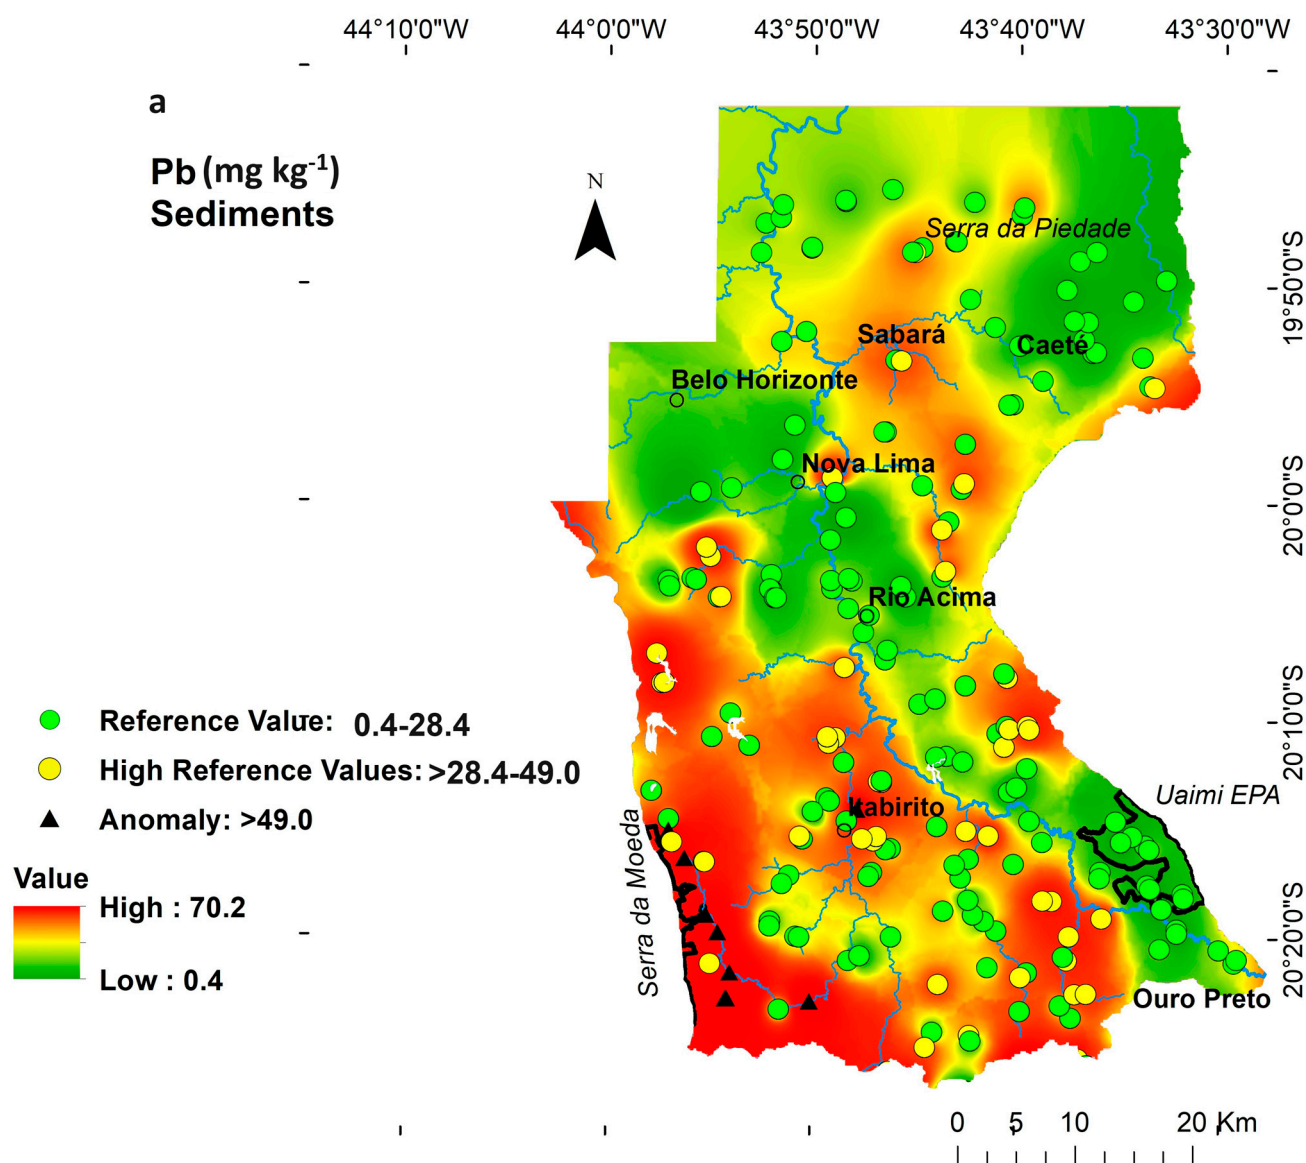 44°10'0"W 44°0'0"W 43°50'0"W 43°40'0"W 43°30'0"W
a
Pb (mg kg-1)
Sediments
N
Serra da Piedade
19°50'0"S
Sabará
Caeté
Belo Horizonte
Nova Lima
20°0'0"S
Rio Acima
20°10'0"S
Reference Value: 0.4-28.4
High Reference Values: >28.4-49.0
Anomaly: >49.0
Itabirito
Uaimi EPA
Serra da Moeda
Value
High : 70.2
Low : 0.4
20°20'0"S
Ouro Preto
0 5 10 20 Km